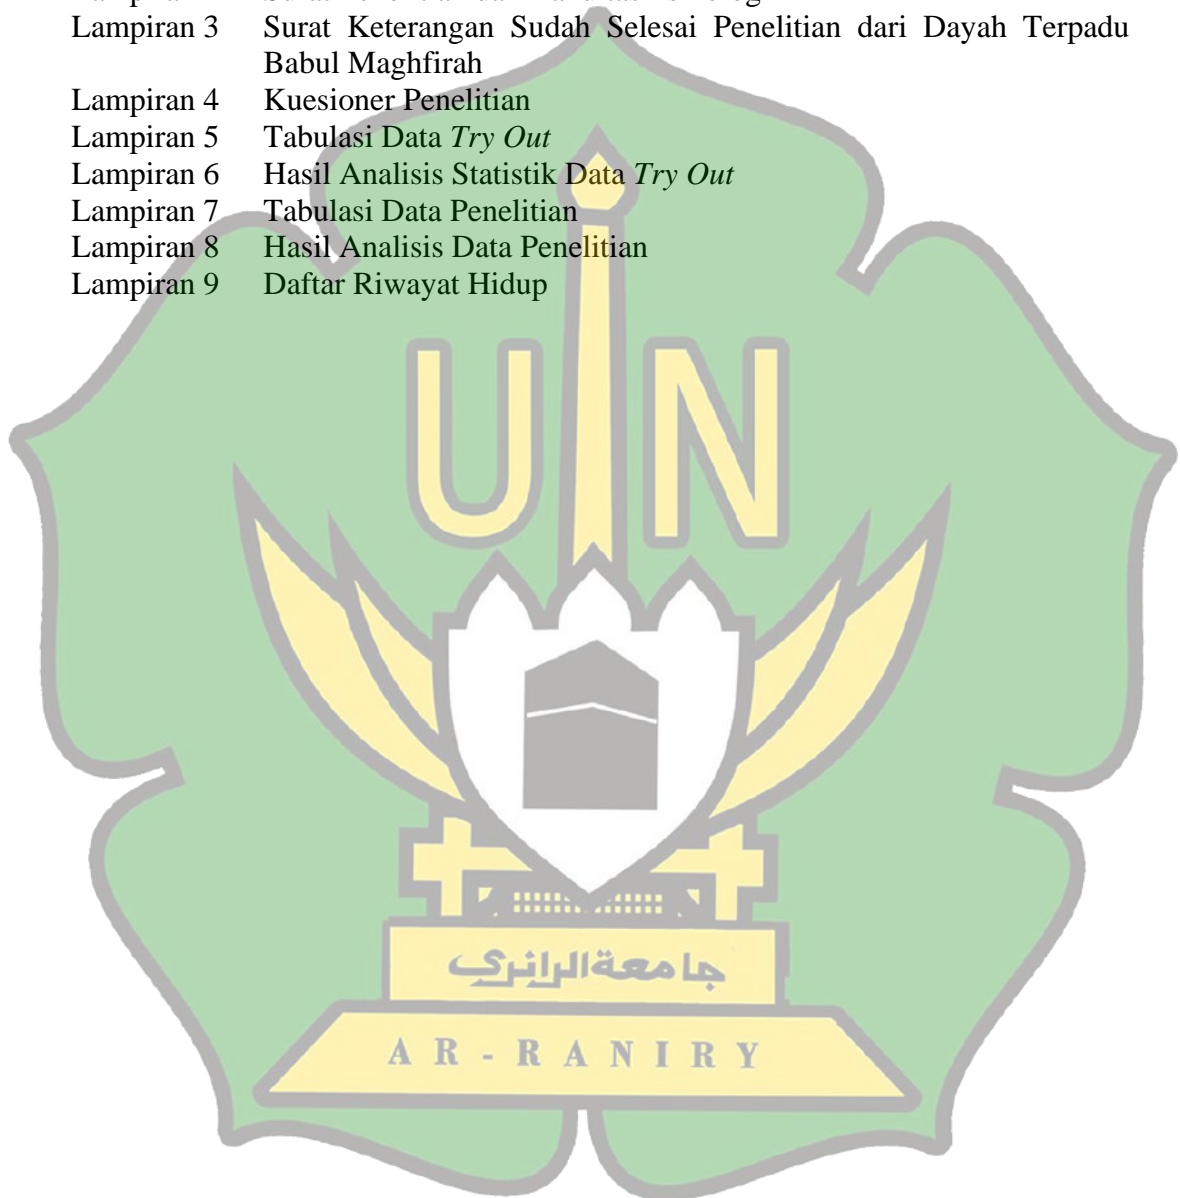 Lampiran 3 Surat Keterangan Sudah Selesai Penelitian dari Dayah Terpadu
Babul Maghfirah
Lampiran 4 Kuesioner Penelitian
Lampiran 5 Tabulasi Data Try Out
Lampiran 6 Hasil Analisis Statistik Data Try Out
Lampiran 7 Tabulasi Data Penelitian
Lampiran 8 Hasil Analisis Data Penelitian
Lampiran 9 Daftar Riwayat Hidup
UIN
جامعةالرانري
AR-RANIRY